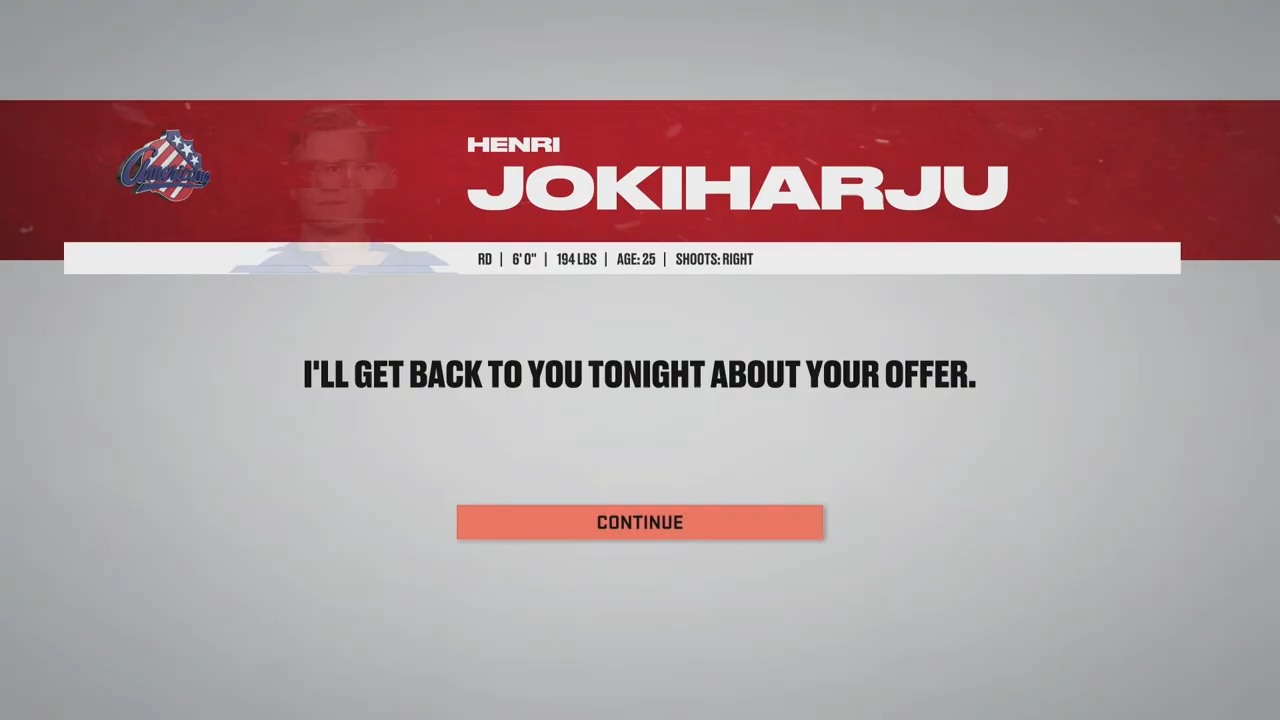 Americans
HENRI
JOKIHARJU
RD | 6' 0" | 194 LBS | AGE: 25 | SHOOTS: RIGHT
I'LL GET BACK TO YOU TONIGHT ABOUT YOUR OFFER.
CONTINUE